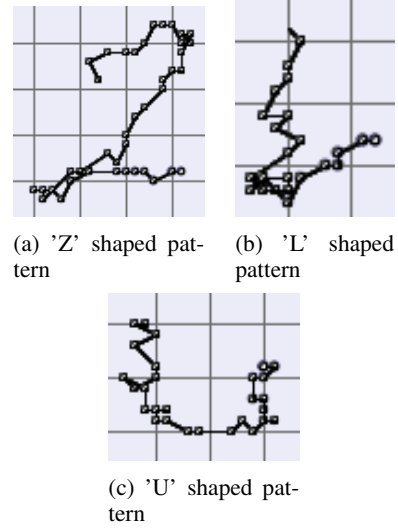 (a) 'Z' shaped pat-
tern
(b) 'L' shaped
pattern
(c) 'U' shaped pat-
tern